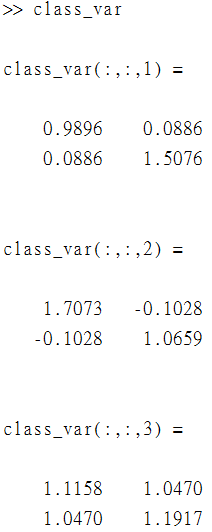 >> class_var
class_var(:,:,1) =
0.9896 0.0886
0.0886 1.5076
class_var(:,:,2) =
1.7073 -0.1028
-0.1028 1.0659
class_var(:,:,3) =
1.1158 1.0470
1.0470 1.1917